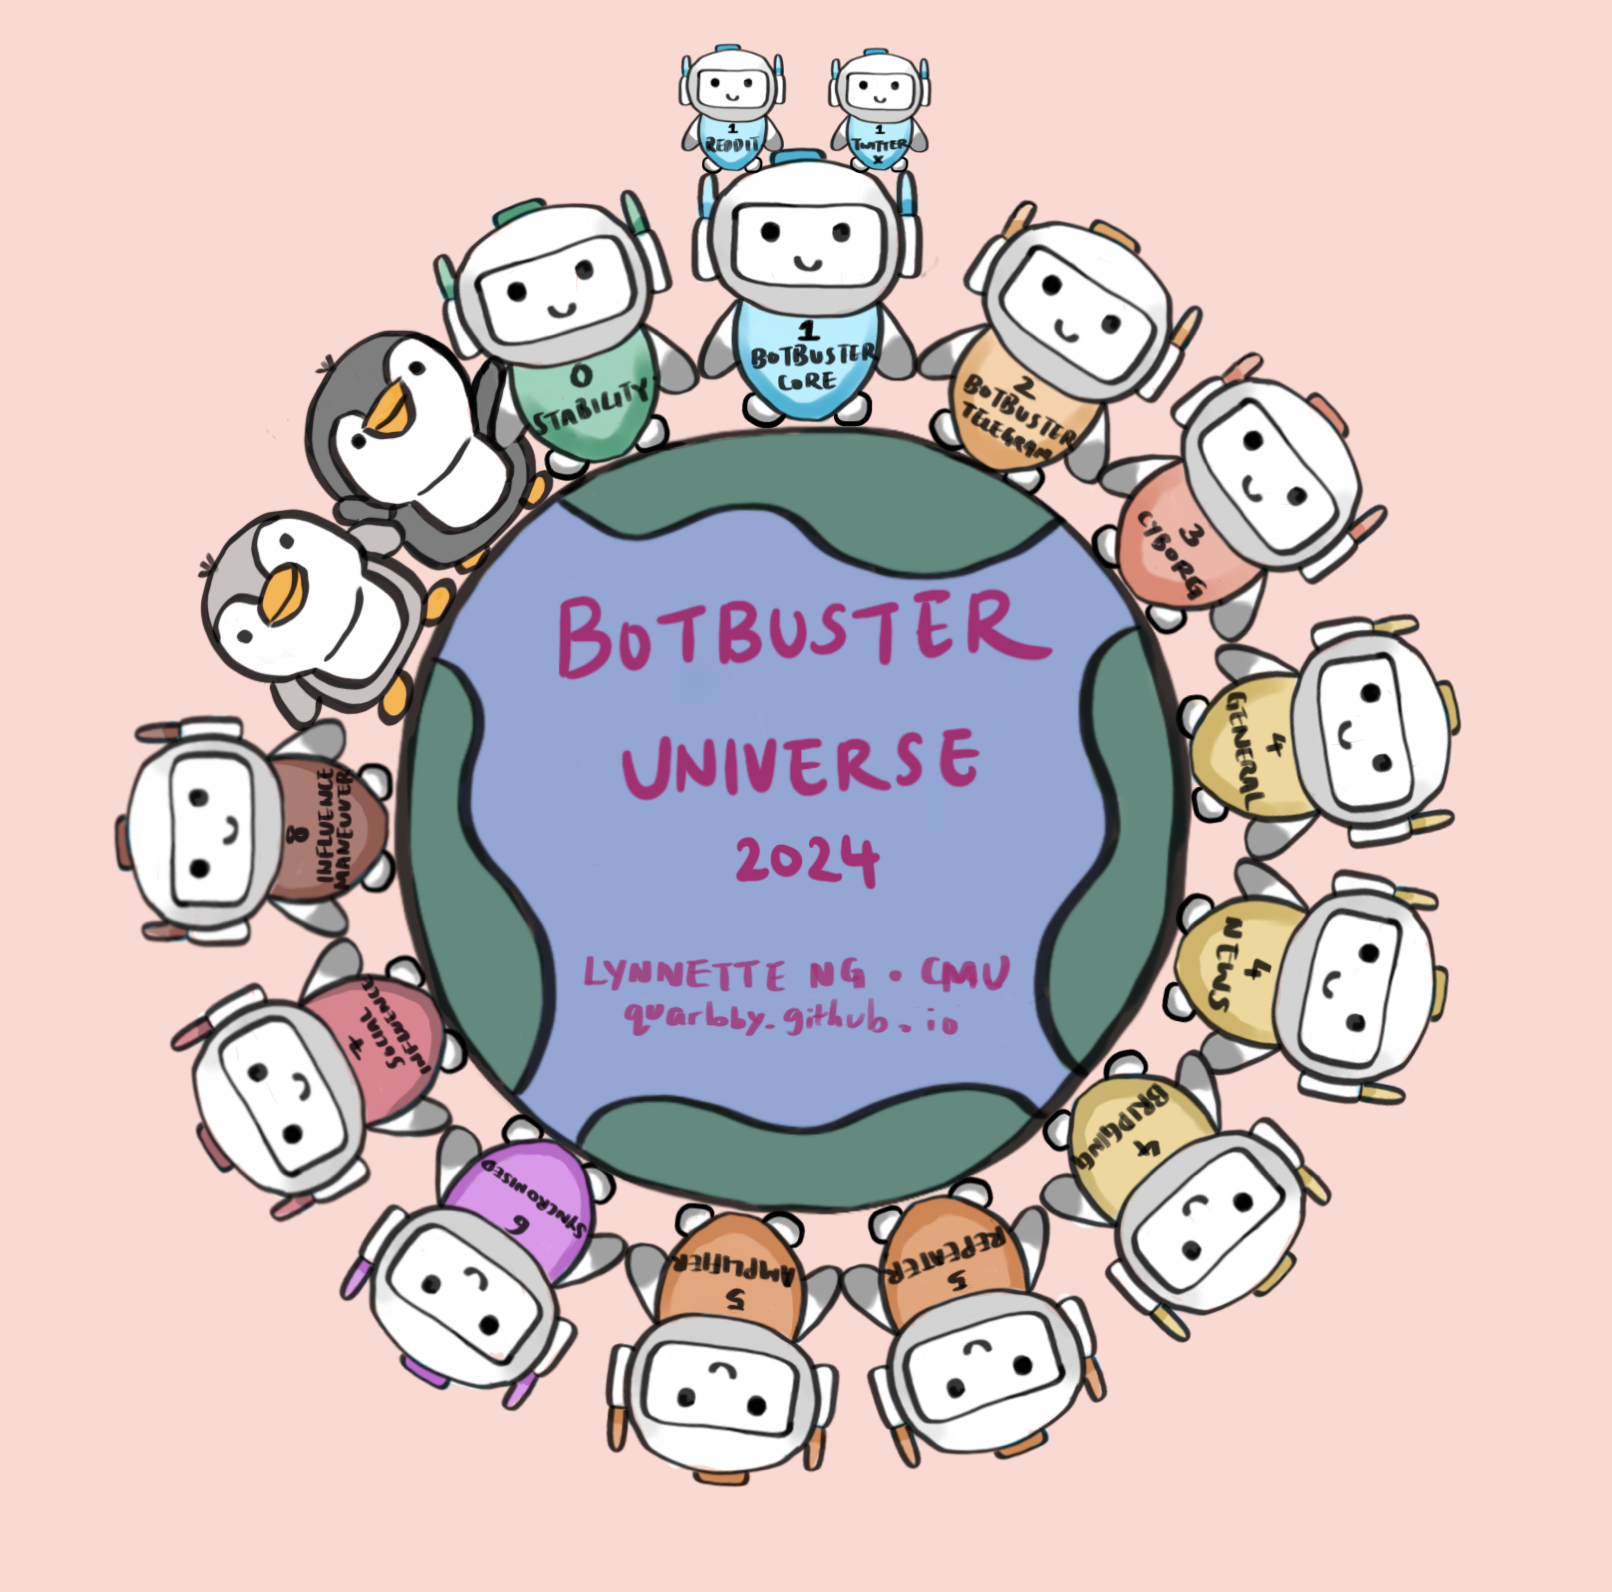 1
REDDIT
1
TWITTER
X
0
STABILITY
1
BOTBUSTER
CORE
2
BOTBUSTER
TELEGRAM
3
CYBORG
4
GENERAL
4
NEWS
4
BRIDGING
5
REPEATER
5
AMPLIFIER
6
SYNCRONISED
7
SOCIAL
INFLUENCE
8
INFLUENCE
MANEUVER
BOTBUSTER
UNIVERSE
2024
LYNNETTE NG • CMU
quarbby.github.io